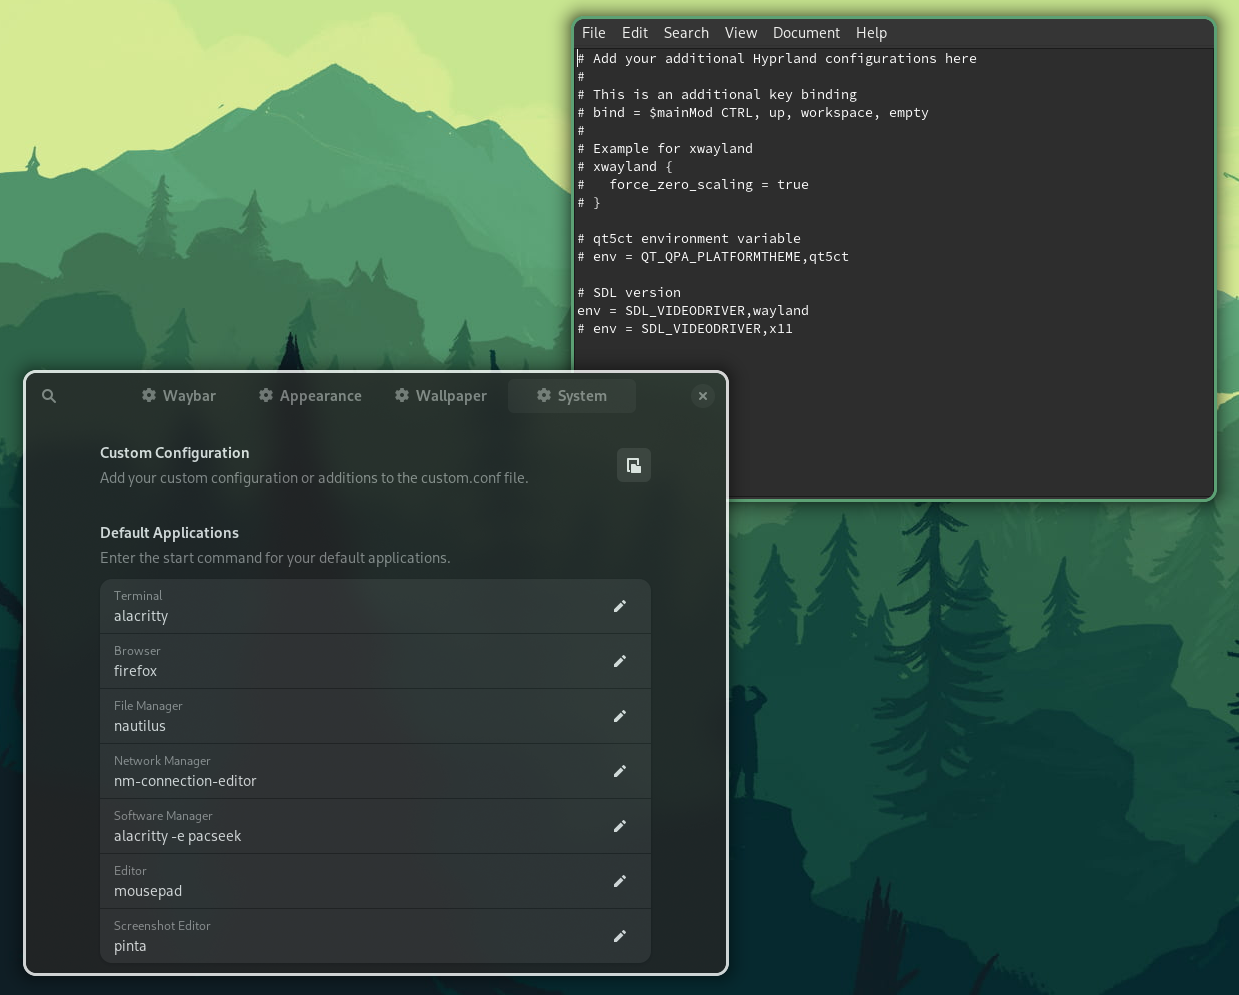 File Edit Search View Document Help
# Add your additional Hyprland configurations here
#
# This is an additional key binding
# bind = $mainMod CTRL, up, workspace, empty
#
# Example for xwayland
# xwayland {
#   force_zero_scaling = true
# }
# qt5ct environment variable
# env = QT_QPA_PLATFORMTHEME,qt5ct
# SDL version
env = SDL_VIDEODRIVER,wayland
# env = SDL_VIDEODRIVER,x11
Waybar Appearance Wallpaper System
Custom Configuration
Add your custom configuration or additions to the custom.conf file.
Default Applications
Enter the start command for your default applications.
Terminal
alacritty
Browser
firefox
File Manager
nautilus
Network Manager
nm-connection-editor
Software Manager
alacritty -e pacseek
Editor
mousepad
Screenshot Editor
pinta